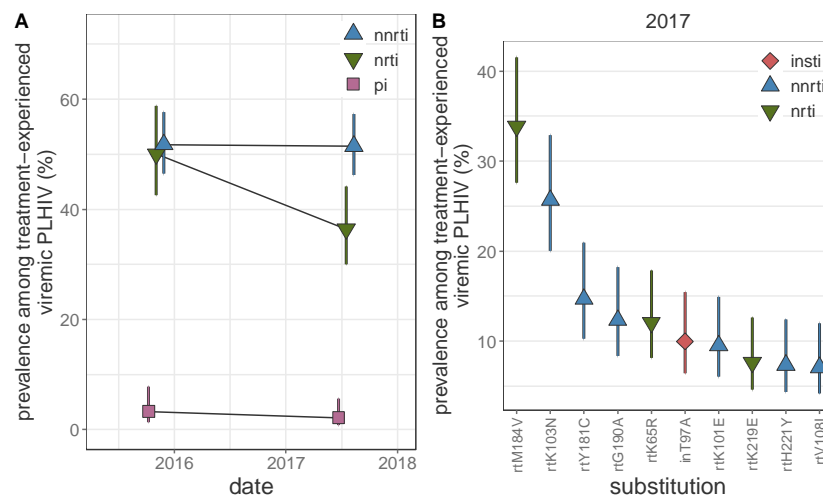 A
prevalence among treatment−experienced
viremic PLHIV (%)
60
40
20
0
2016
2017
2018
date
nnrti
nrti
pi
B
2017
prevalence among treatment−experienced
viremic PLHIV (%)
40
30
20
10
insti
nnrti
nrti
rtM184V
rtK103N
rtY181C
rtG190A
rtK65R
inT97A
rtK101E
rtK219E
rtH221Y
rtV108I
substitution